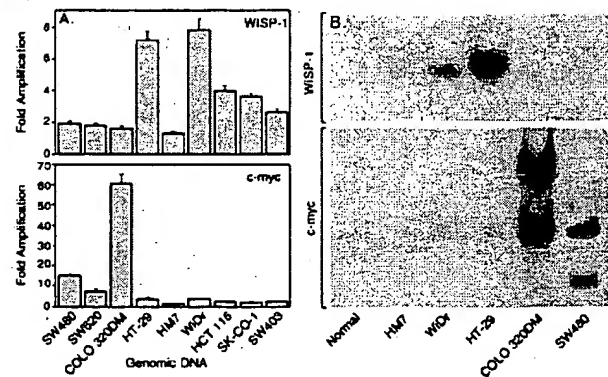 A.
WISP-1
Fold Amplification
8
6
4
2
0
c-myc
Fold Amplification
70
60
50
40
30
20
10
0
SW480
SW620
COLO 320DM
HT-29
HM7
WiDr
HCT 116
SK-CO-1
SW403
Genomic DNA
B.
WISP-1
c-myc
Normal
HM7
WiDr
HT-29
COLO 320DM
SW480